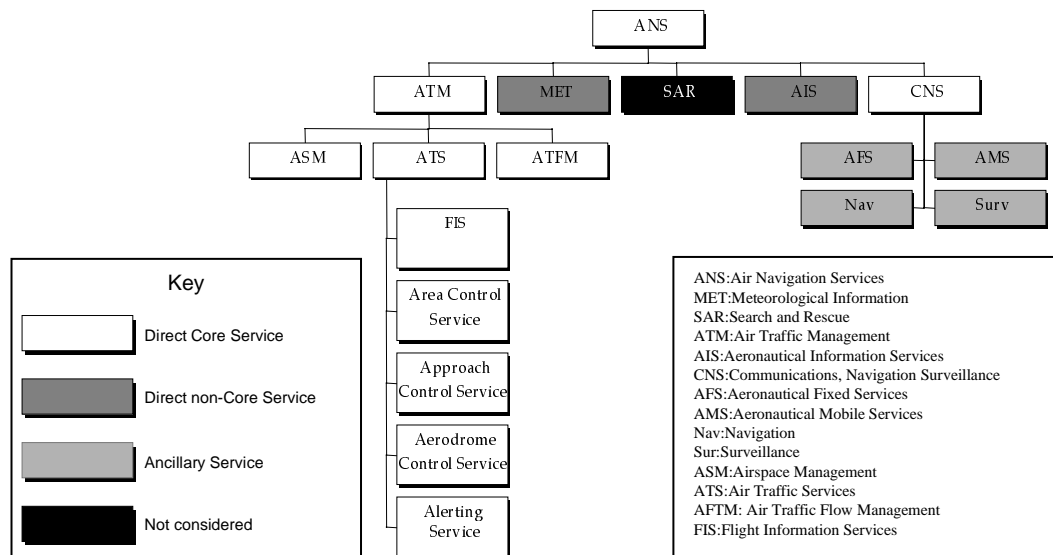 ANS
ATM
MET
SAR
AIS
CNS
ASM
ATS
ATFM
AFS
AMS
Nav
Surv
FIS
Area Control
Service
Approach
Control Service
Aerodrome
Control Service
Alerting
Service
Key
Direct Core Service
Direct non-Core Service
Ancillary Service
Not considered
ANS:Air Navigation Services
MET:Meteorological Information
SAR:Search and Rescue
ATM:Air Traffic Management
AIS:Aeronautical Information Services
CNS:Communications, Navigation Surveillance
AFS:Aeronautical Fixed Services
AMS:Aeronautical Mobile Services
Nav:Navigation
Sur:Surveillance
ASM:Airspace Management
ATS:Air Traffic Services
AFTM: Air Traffic Flow Management
FIS:Flight Information Services